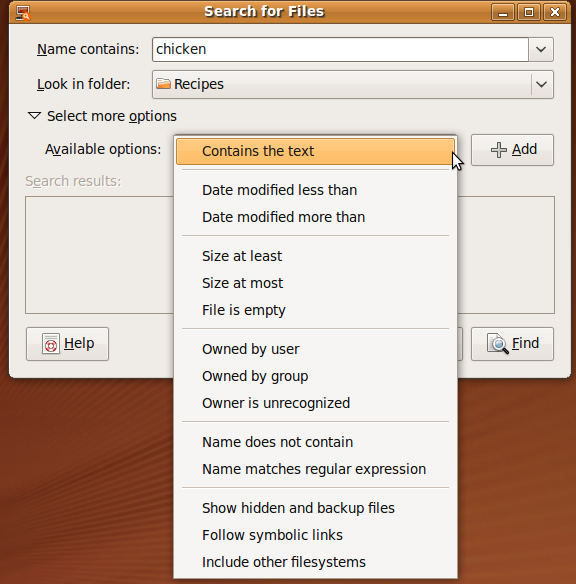 Search for Files
Name contains: chicken
Look in folder: Recipes
Select more options
Available options:
Contains the text
Add
Search results:
Date modified less than
Date modified more than
Size at least
Size at most
File is empty
Help
Find
Owned by user
Owned by group
Owner is unrecognized
Name does not contain
Name matches regular expression
Show hidden and backup files
Follow symbolic links
Include other filesystems